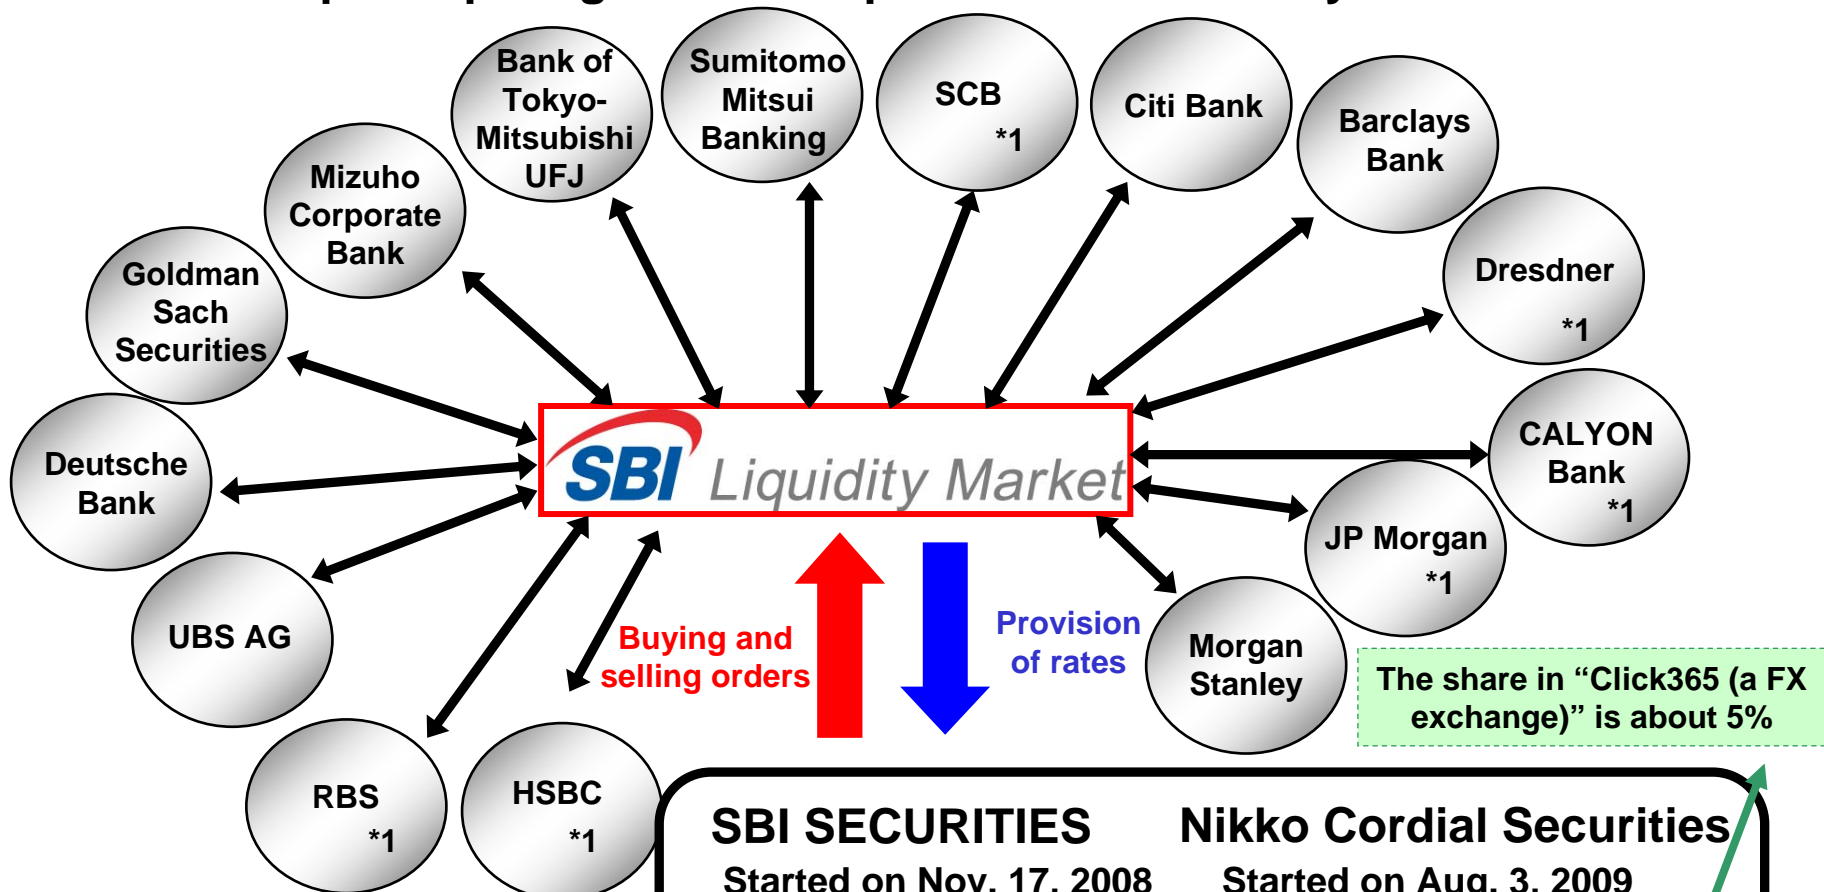 Bank of
Tokyo-
Mitsubishi
UFJ
Sumitomo
Mitsui
Banking
SCB
*1
Citi Bank
Barclays
Bank
Mizuho
Corporate
Bank
Dresdner
*1
Goldman
Sach
Securities
CALYON
Bank
*1
Deutsche
Bank
SBI Liquidity Market
JP Morgan
*1
UBS AG
Buying and
selling orders
Provision
of rates
Morgan
Stanley
The share in “Click365 (a FX
exchange)” is about 5%
RBS
*1
HSBC
*1
SBI SECURITIES
Started on Nov. 17, 2008
Nikko Cordial Securities
Started on Aug. 3, 2009